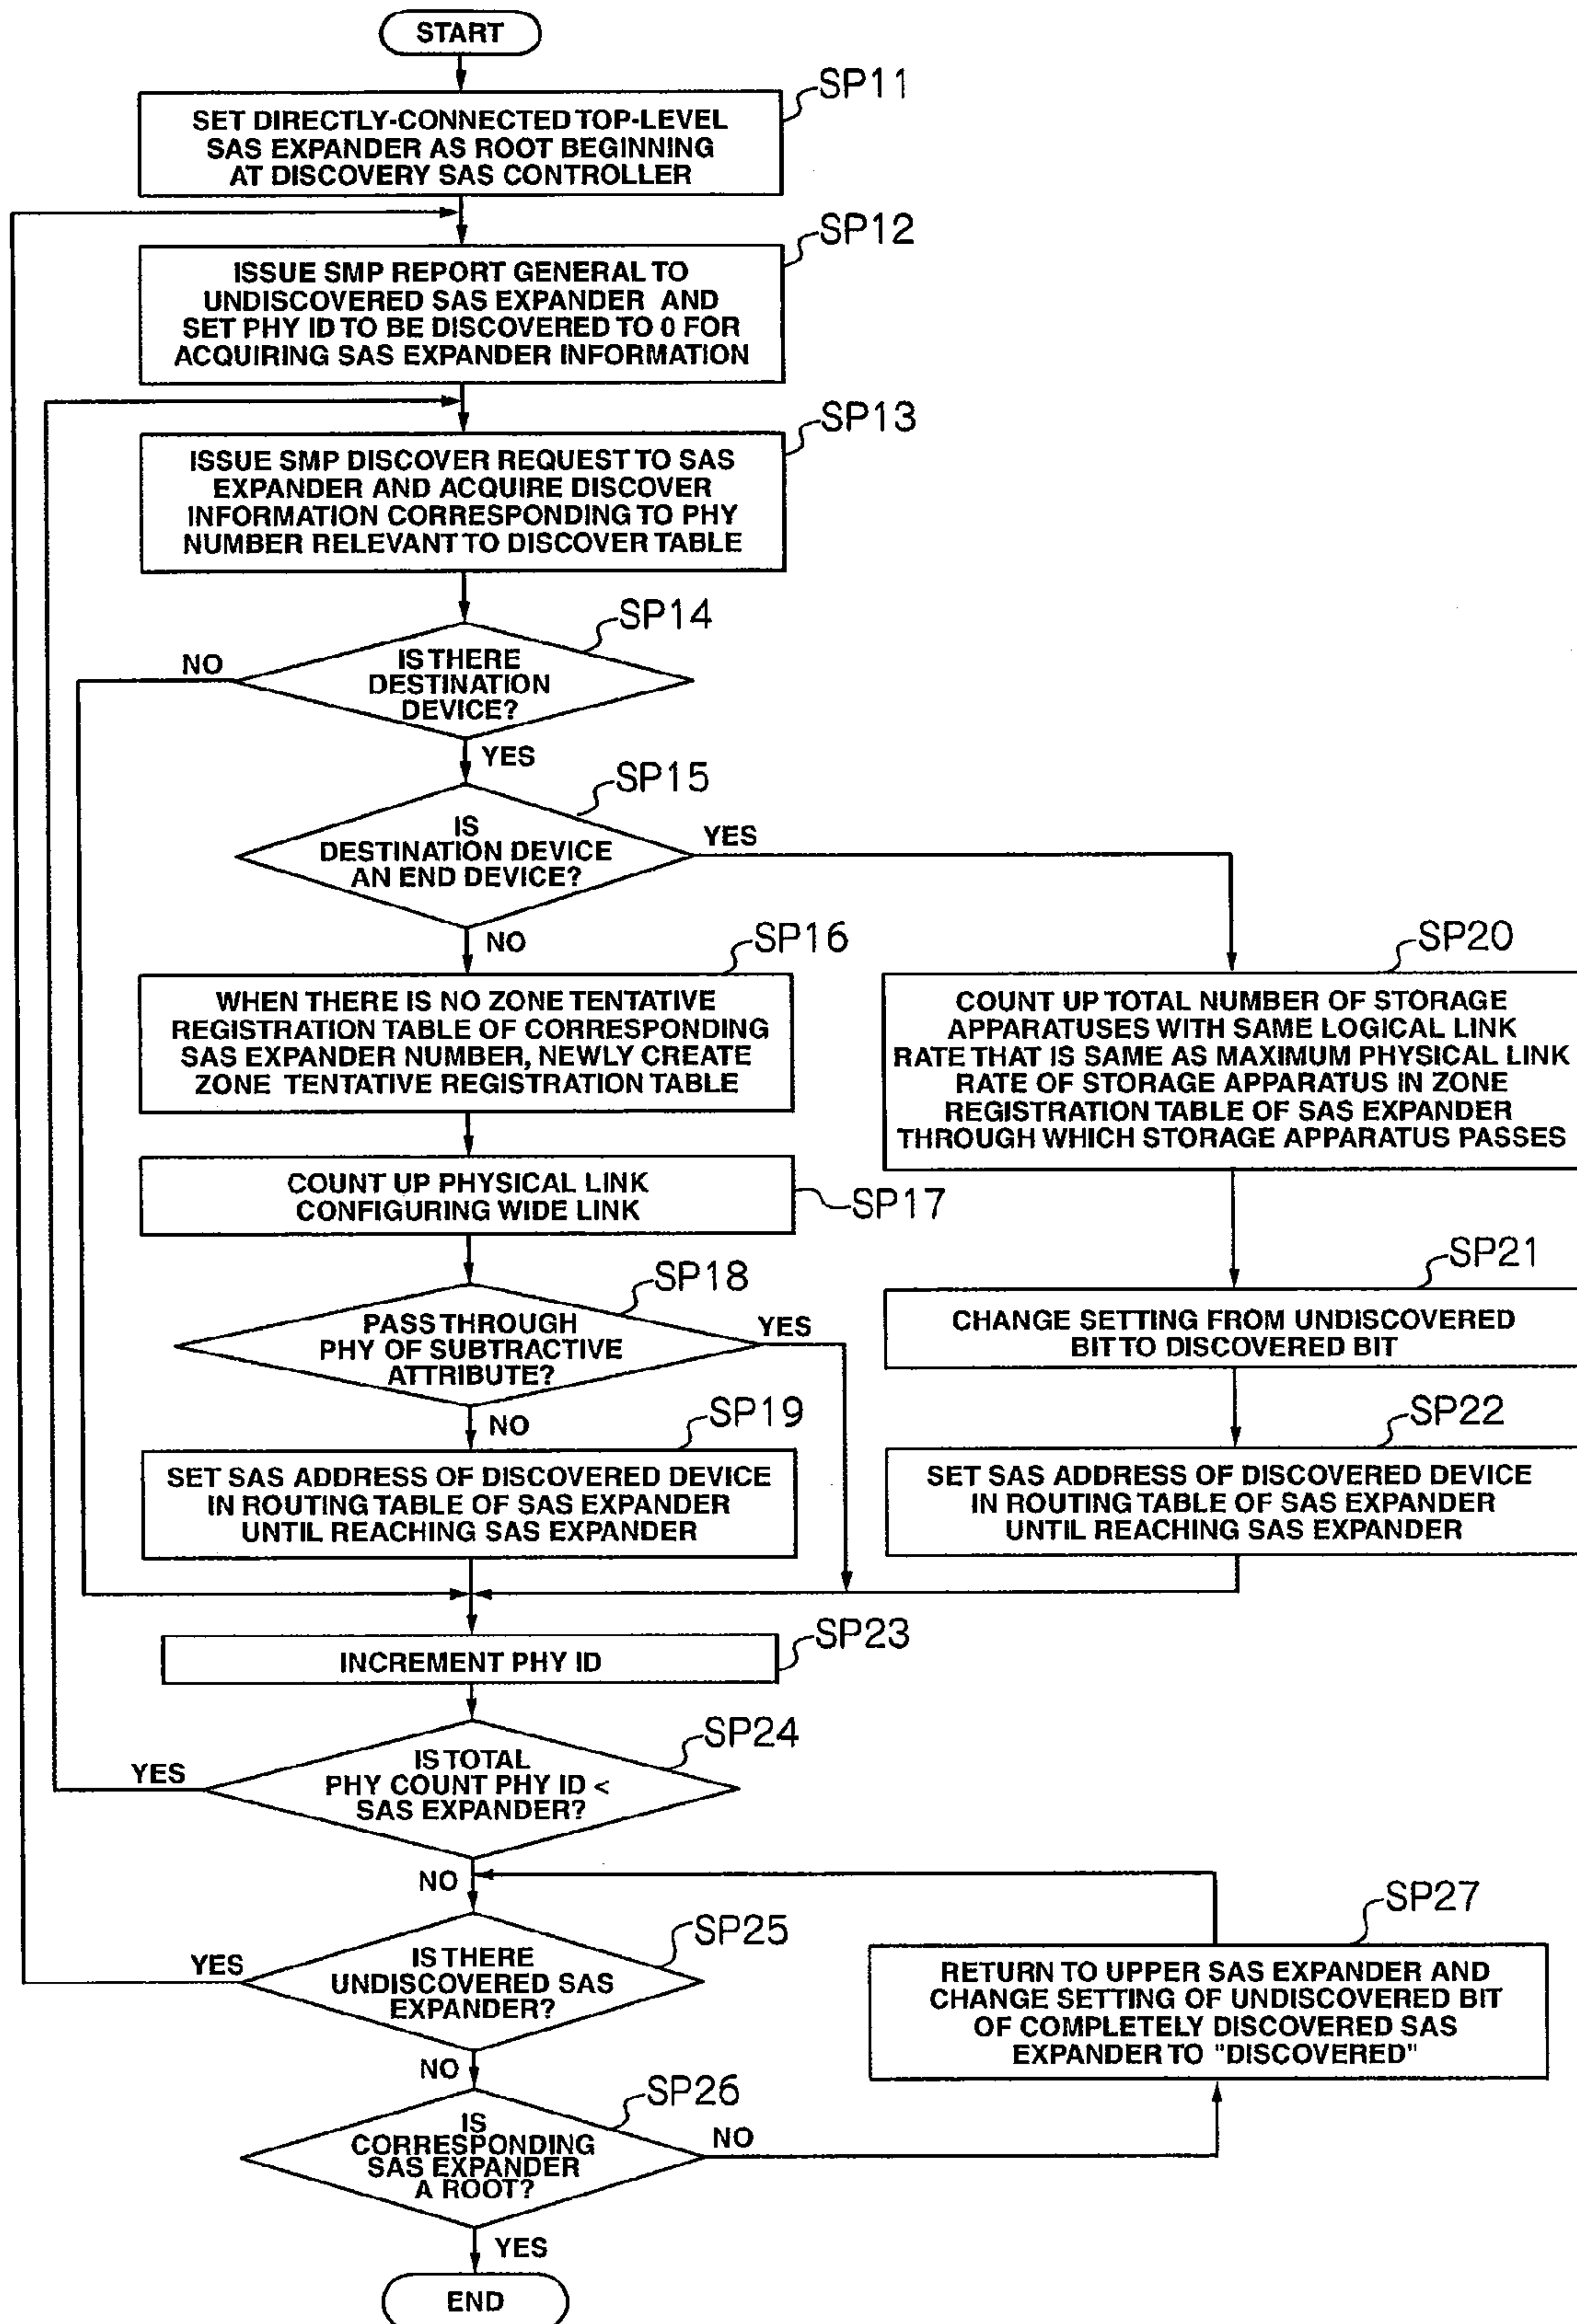 START
SP11
SET DIRECTLY-CONNECTED TOP-LEVEL
SAS EXPANDER AS ROOT BEGINNING
AT DISCOVERY SAS CONTROLLER
SP12
ISSUE SMP REPORT GENERAL TO
UNDISCOVERED SAS EXPANDER AND
SET PHY ID TO BE DISCOVERED TO 0 FOR
ACQUIRING SAS EXPANDER INFORMATION
SP13
ISSUE SMP DISCOVER REQUEST TO SAS
EXPANDER AND ACQUIRE DISCOVER
INFORMATION CORRESPONDING TO PHY
NUMBER RELEVANT TO DISCOVER TABLE
SP14
NO
IS THERE
DESTINATION
DEVICE?
YES
SP15
IS
DESTINATION DEVICE
AN END DEVICE?
YES
NO
SP16
WHEN THERE IS NO ZONE TENTATIVE
REGISTRATION TABLE OF CORRESPONDING
SAS EXPANDER NUMBER, NEWLY CREATE
ZONE TENTATIVE REGISTRATION TABLE
SP20
COUNT UP TOTAL NUMBER OF STORAGE
APPARATUSES WITH SAME LOGICAL LINK
RATE THAT IS SAME AS MAXIMUM PHYSICAL LINK
RATE OF STORAGE APPARATUS IN ZONE
REGISTRATION TABLE OF SAS EXPANDER
THROUGH WHICH STORAGE APPARATUS PASSES
COUNT UP PHYSICAL LINK
CONFIGURING WIDE LINK
SP17
SP18
PASS THROUGH
PHY OF SUBTRACTIVE
ATTRIBUTE?
YES
NO
SP21
CHANGE SETTING FROM UNDISCOVERED
BIT TO DISCOVERED BIT
SP19
SET SAS ADDRESS OF DISCOVERED DEVICE
IN ROUTING TABLE OF SAS EXPANDER
UNTIL REACHING SAS EXPANDER
SP22
SET SAS ADDRESS OF DISCOVERED DEVICE
IN ROUTING TABLE OF SAS EXPANDER
UNTIL REACHING SAS EXPANDER
SP23
INCREMENT PHY ID
SP24
YES
IS TOTAL
PHY COUNT PHY ID <
SAS EXPANDER?
NO
SP25
YES
IS THERE
UNDISCOVERED SAS
EXPANDER?
NO
SP27
RETURN TO UPPER SAS EXPANDER AND
CHANGE SETTING OF UNDISCOVERED BIT
OF COMPLETELY DISCOVERED SAS
EXPANDER TO "DISCOVERED"
SP26
IS
CORRESPONDING
SAS EXPANDER
A ROOT?
NO
YES
END